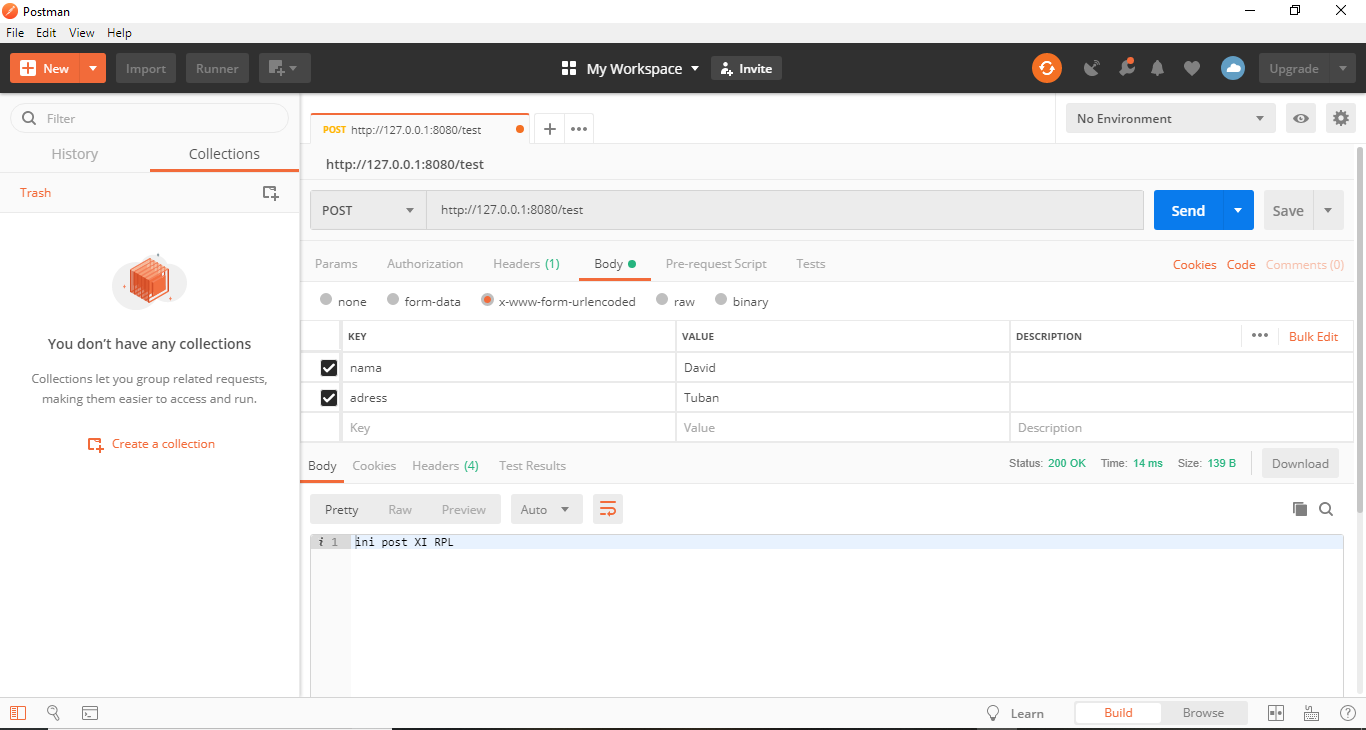 Postman
File Edit View Help
New Import Runner My Workspace Invite Upgrade
Filter
History Collections
Trash
You don’t have any collections
Collections let you group related requests,
making them easier to access and run.
Create a collection
POST http://127.0.0.1:8080/test
No Environment
http://127.0.0.1:8080/test
POST http://127.0.0.1:8080/test Send Save
Params Authorization Headers (1) Body Pre-request Script Tests Cookies Code Comments (0)
none form-data x-www-form-urlencoded raw binary
KEY VALUE DESCRIPTION Bulk Edit
nama David
adress Tuban
Key Value Description
Body Cookies Headers (4) Test Results Status: 200 OK Time: 14 ms Size: 139 B Download
Pretty Raw Preview Auto
i 1 ini post XI RPL
Learn Build Browse ?